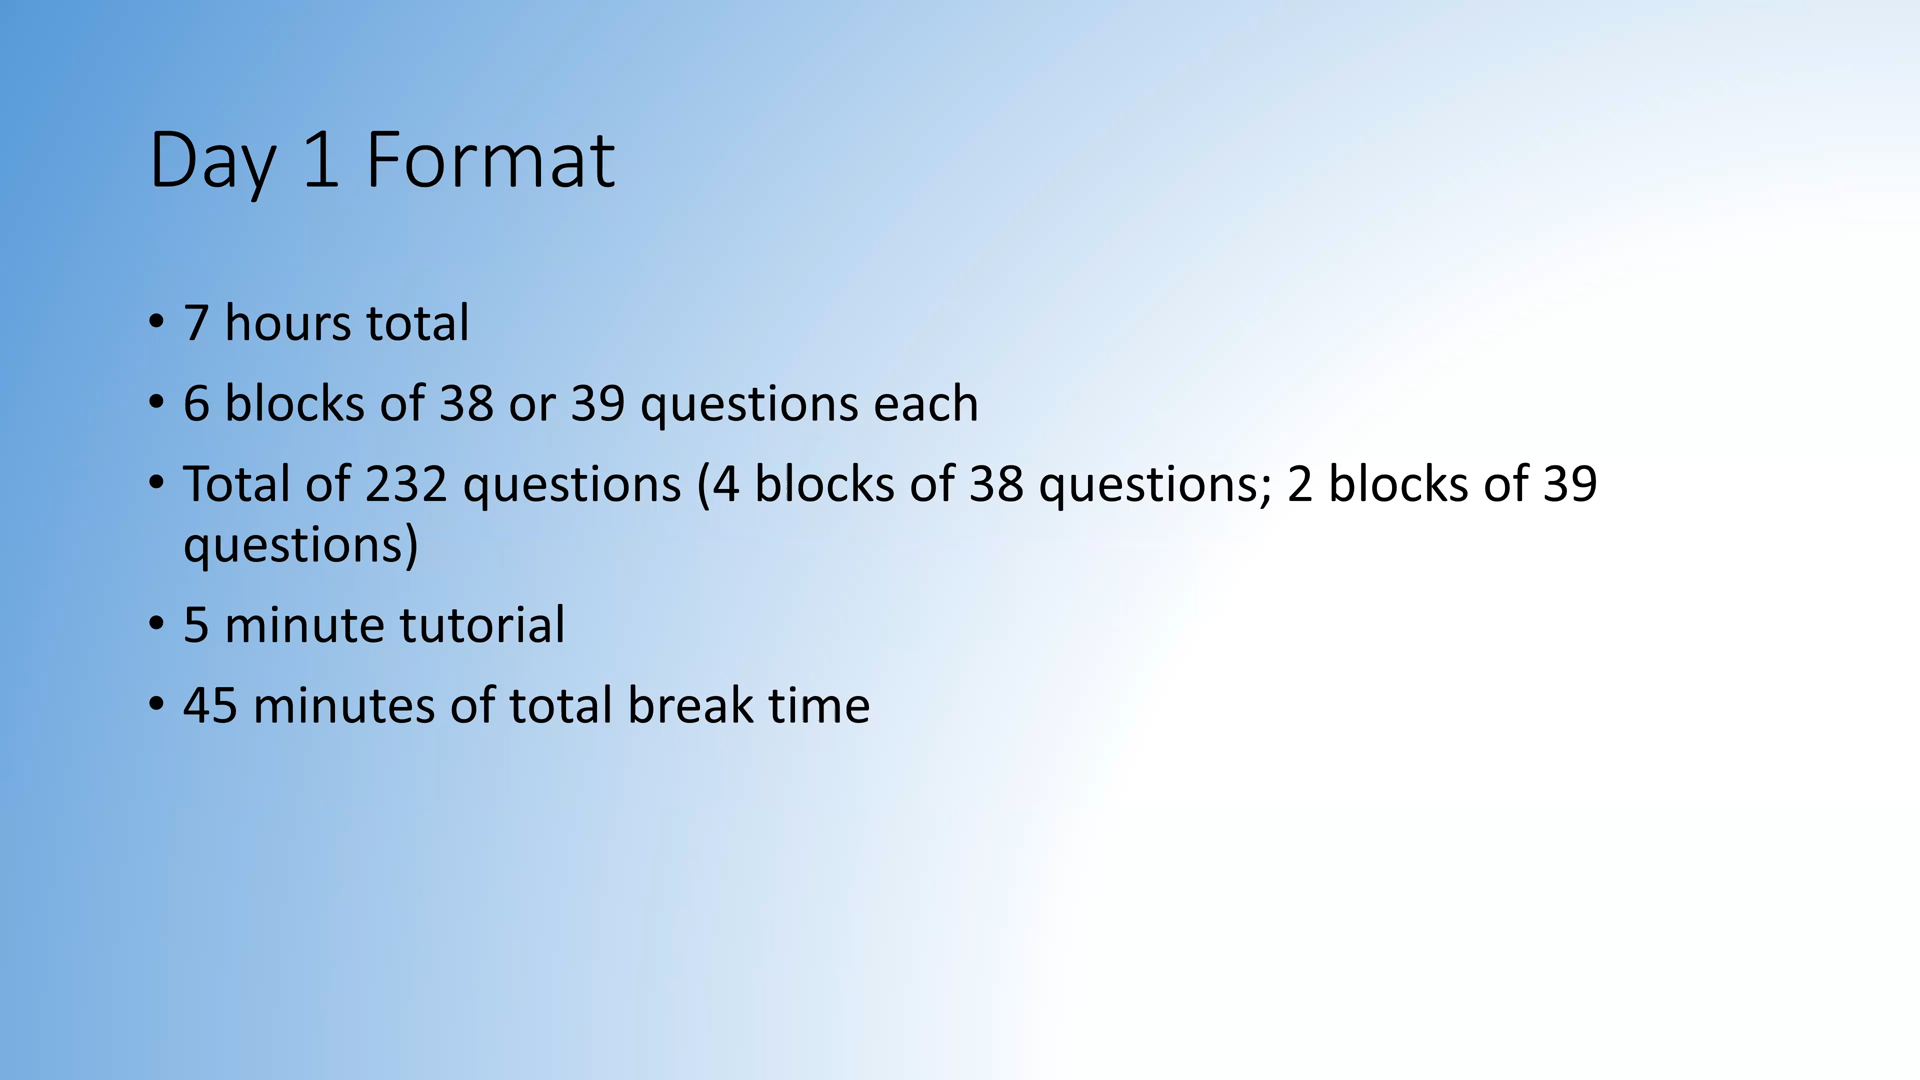 Day 1 Format
• 7 hours total
• 6 blocks of 38 or 39 questions each
• Total of 232 questions (4 blocks of 38 questions; 2 blocks of 39
questions)
• 5 minute tutorial
• 45 minutes of total break time